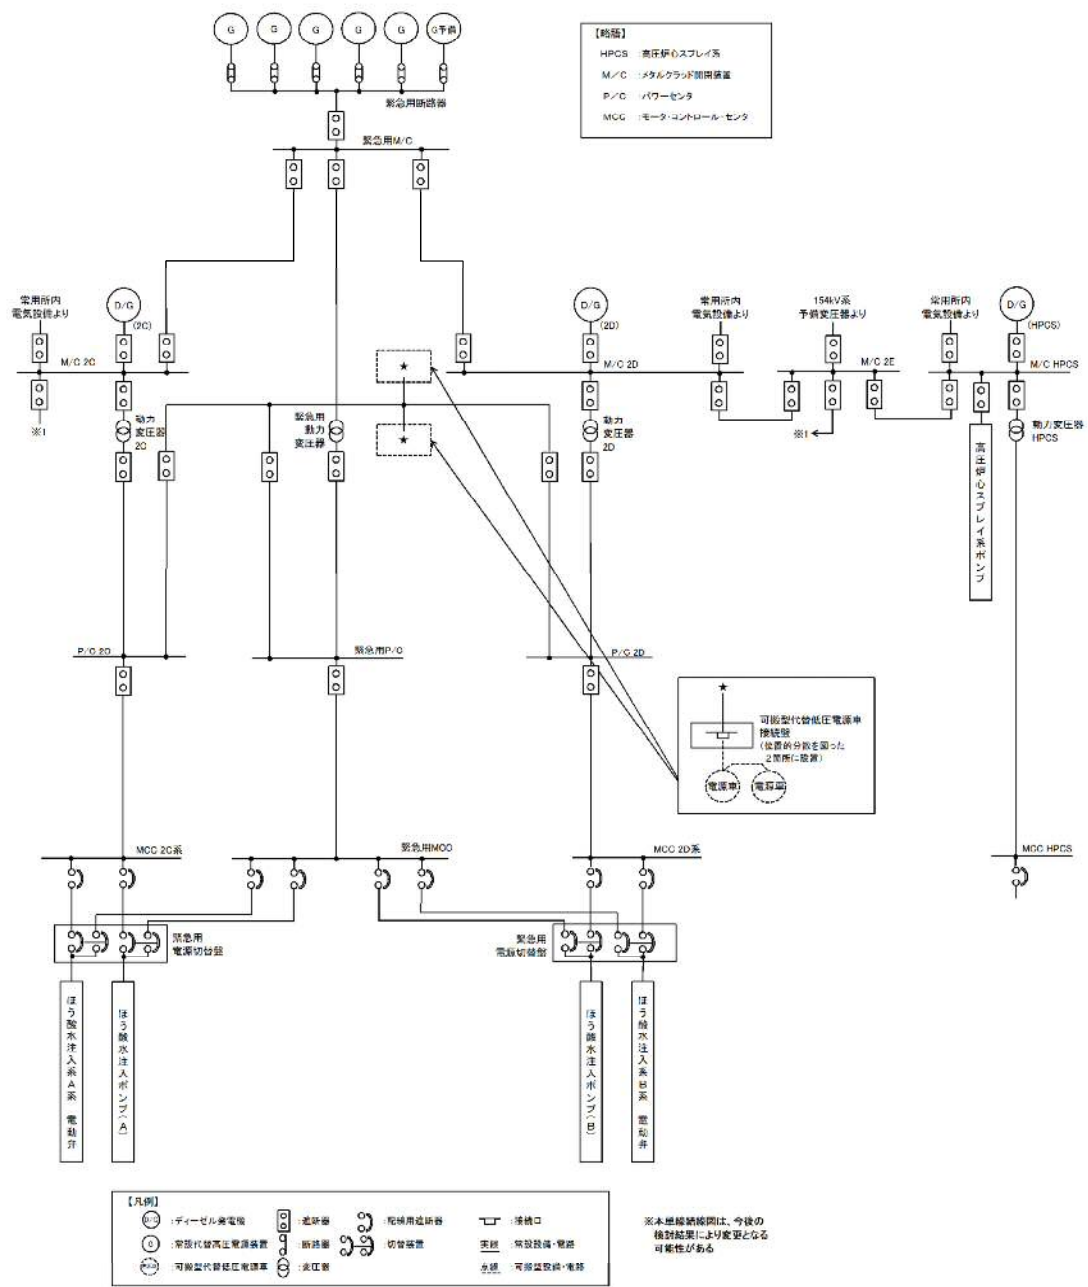 G G G G G G予備
【略語】
HPCS :高圧炉心スプレイ系
M/C :メタルクラッド開閉装置
P/C :パワーセンタ
MCC :モータ・コントロール・センタ
緊急用断路器
緊急用M/C
常用所内
電気設備より
D/G
(2C)
M/C 2C
※1
動力
変圧器
2C
緊急用
動力
変圧器
★
★
D/G
(2D)
M/C 2D
動力
変圧器
2D
常用所内
電気設備より
154kV系
予備変圧器より
M/C 2E
※1
常用所内
電気設備より
D/G
(HPCS)
M/C HPCS
動力変圧器
HPCS
高圧炉心スプレイ系ポンプ
P/C 2C
緊急用P/C
P/C 2D
★
可搬型代替低圧電源車
接続盤
(位置的分散を図った
2箇所に設置)
電源車 電源車
MCC 2C系
緊急用MCC
MCC 2D系
MCC HPCS
緊急用
電源切替盤
緊急用
電源切替盤
ほう酸水注入系A系 電動弁
ほう酸水注入ポンプ(A)
ほう酸水注入ポンプ(B)
ほう酸水注入系B系 電動弁
【凡例】
D/G :ディーゼル発電機
:遮断器
:配線用遮断器
:接続口
G :常設代替高圧電源装置
:断路器
:切替装置
実線 :常設設備・電路
:可搬型代替低圧電源車
:変圧器
点線 :可搬型設備・電路
※本単線結線図は、今後の
検討結果により変更となる
可能性がある